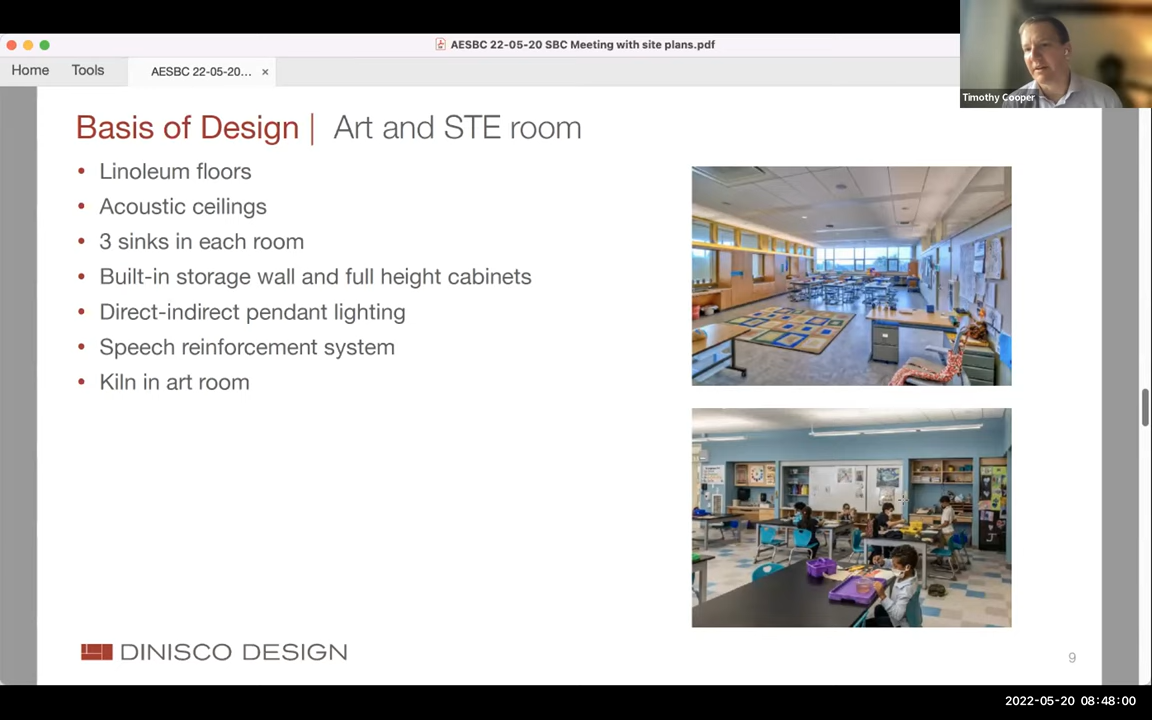 AESBC 22-05-20 SBC Meeting with site plans.pdf
Home Tools AESBC 22-05-20... ×
Timothy Cooper
Basis of Design | Art and STE room
• Linoleum floors
• Acoustic ceilings
• 3 sinks in each room
• Built-in storage wall and full height cabinets
• Direct-indirect pendant lighting
• Speech reinforcement system
• Kiln in art room
DINISCO DESIGN
9
2022-05-20 08:48:00